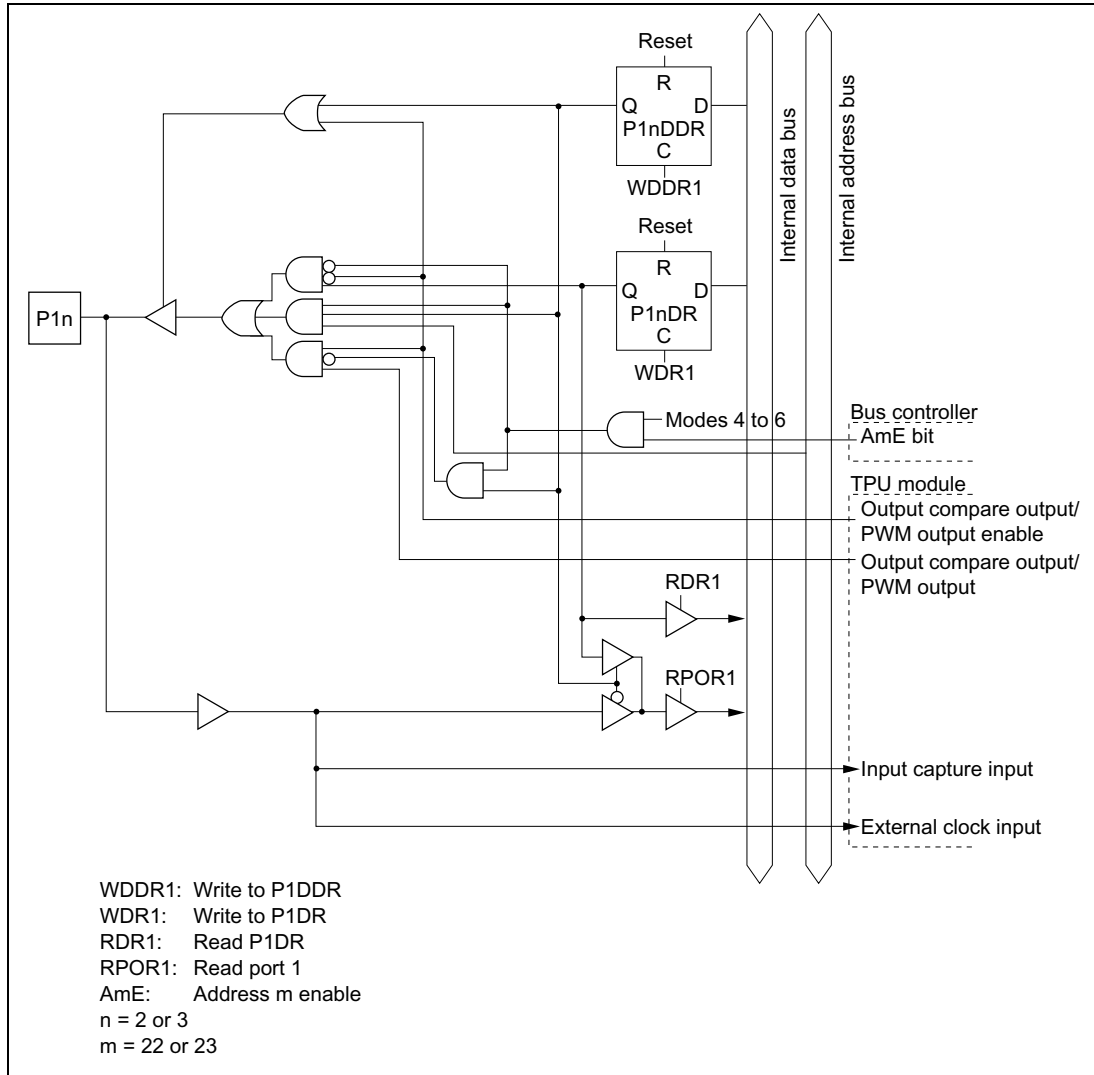 Reset
R
Q D
P1nDDR
C
WDDR1
Reset
R
Q D
P1nDR
C
WDR1
Internal data bus
Internal address bus
P1n
Modes 4 to 6
Bus controller
AmE bit
TPU module
Output compare output/
PWM output enable
Output compare output/
PWM output
RDR1
RPOR1
Input capture input
External clock input
WDDR1: Write to P1DDR
WDR1: Write to P1DR
RDR1: Read P1DR
RPOR1: Read port 1
AmE: Address m enable
n = 2 or 3
m = 22 or 23